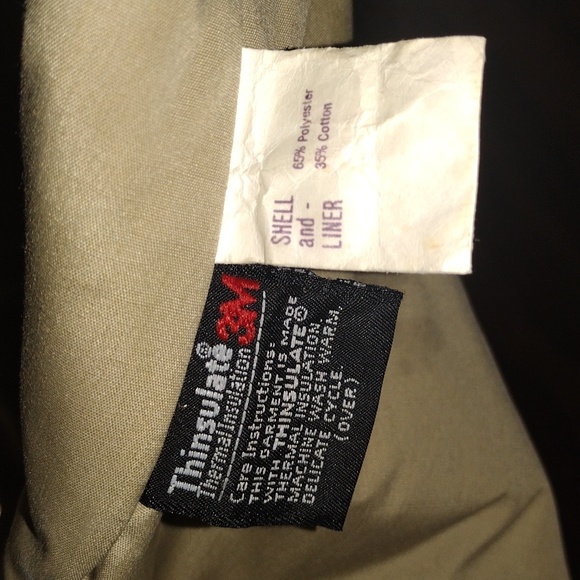 SHELL
and -
LINER
65% Polyester
35% Cotton
Thinsulate® 3M
Thermal Insulation
Care Instructions:
THIS GARMENT IS MADE
WITH THINSULATE®
THERMAL INSULATION.
MACHINE WASH WARM,
DELICATE CYCLE.
(OVER)